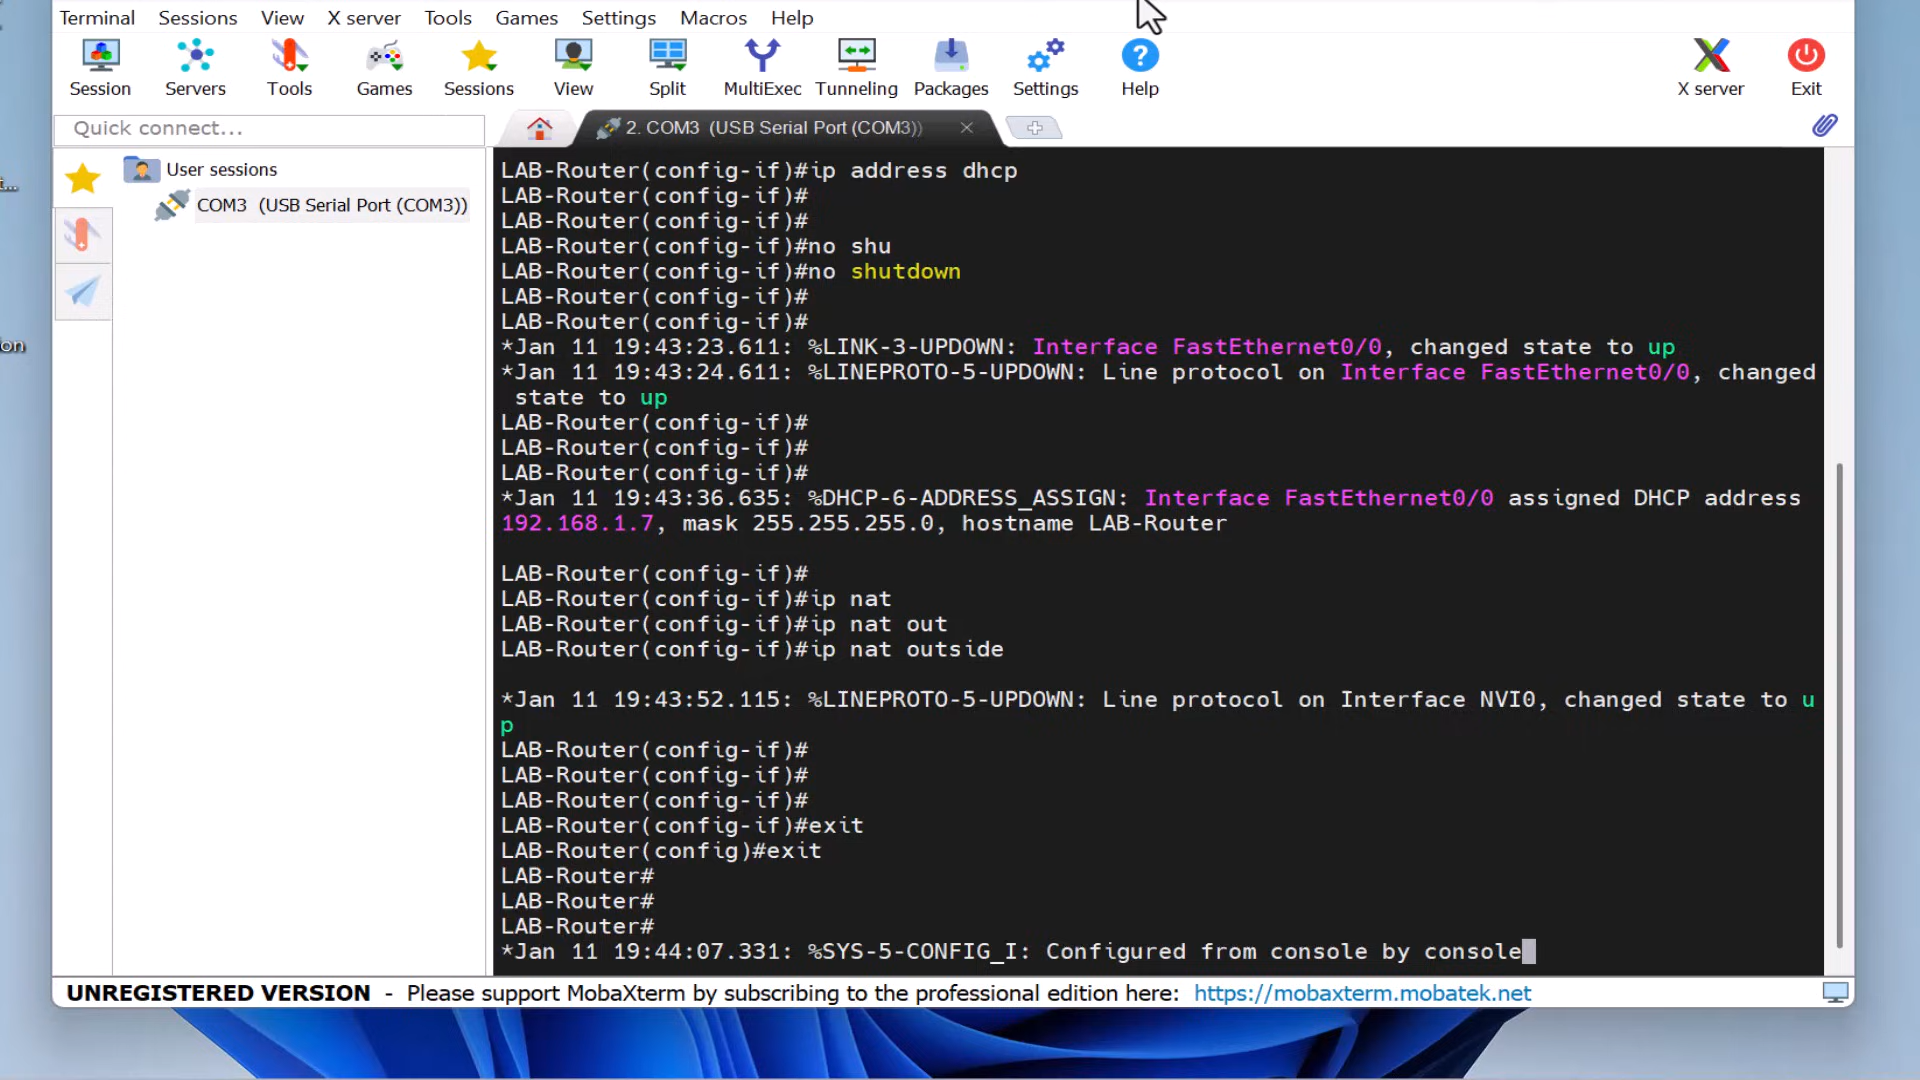 Terminal Sessions View X server Tools Games Settings Macros Help
Session Servers Tools Games Sessions View Split MultiExec Tunneling Packages Settings Help X server Exit
Quick connect...
2. COM3 (USB Serial Port (COM3))
User sessions
COM3 (USB Serial Port (COM3))
t...
ion
LAB-Router(config-if)#ip address dhcp
LAB-Router(config-if)#
LAB-Router(config-if)#
LAB-Router(config-if)#no shu
LAB-Router(config-if)#no shutdown
LAB-Router(config-if)#
LAB-Router(config-if)#
*Jan 11 19:43:23.611: %LINK-3-UPDOWN: Interface FastEthernet0/0, changed state to up
*Jan 11 19:43:24.611: %LINEPROTO-5-UPDOWN: Line protocol on Interface FastEthernet0/0, changed
state to up
LAB-Router(config-if)#
LAB-Router(config-if)#
LAB-Router(config-if)#
*Jan 11 19:43:36.635: %DHCP-6-ADDRESS_ASSIGN: Interface FastEthernet0/0 assigned DHCP address
192.168.1.7, mask 255.255.255.0, hostname LAB-Router
LAB-Router(config-if)#
LAB-Router(config-if)#ip nat
LAB-Router(config-if)#ip nat out
LAB-Router(config-if)#ip nat outside
*Jan 11 19:43:52.115: %LINEPROTO-5-UPDOWN: Line protocol on Interface NVI0, changed state to u
p
LAB-Router(config-if)#
LAB-Router(config-if)#
LAB-Router(config-if)#
LAB-Router(config-if)#exit
LAB-Router(config)#exit
LAB-Router#
LAB-Router#
LAB-Router#
*Jan 11 19:44:07.331: %SYS-5-CONFIG_I: Configured from console by console
UNREGISTERED VERSION - Please support MobaXterm by subscribing to the professional edition here: https://mobaxterm.mobatek.net